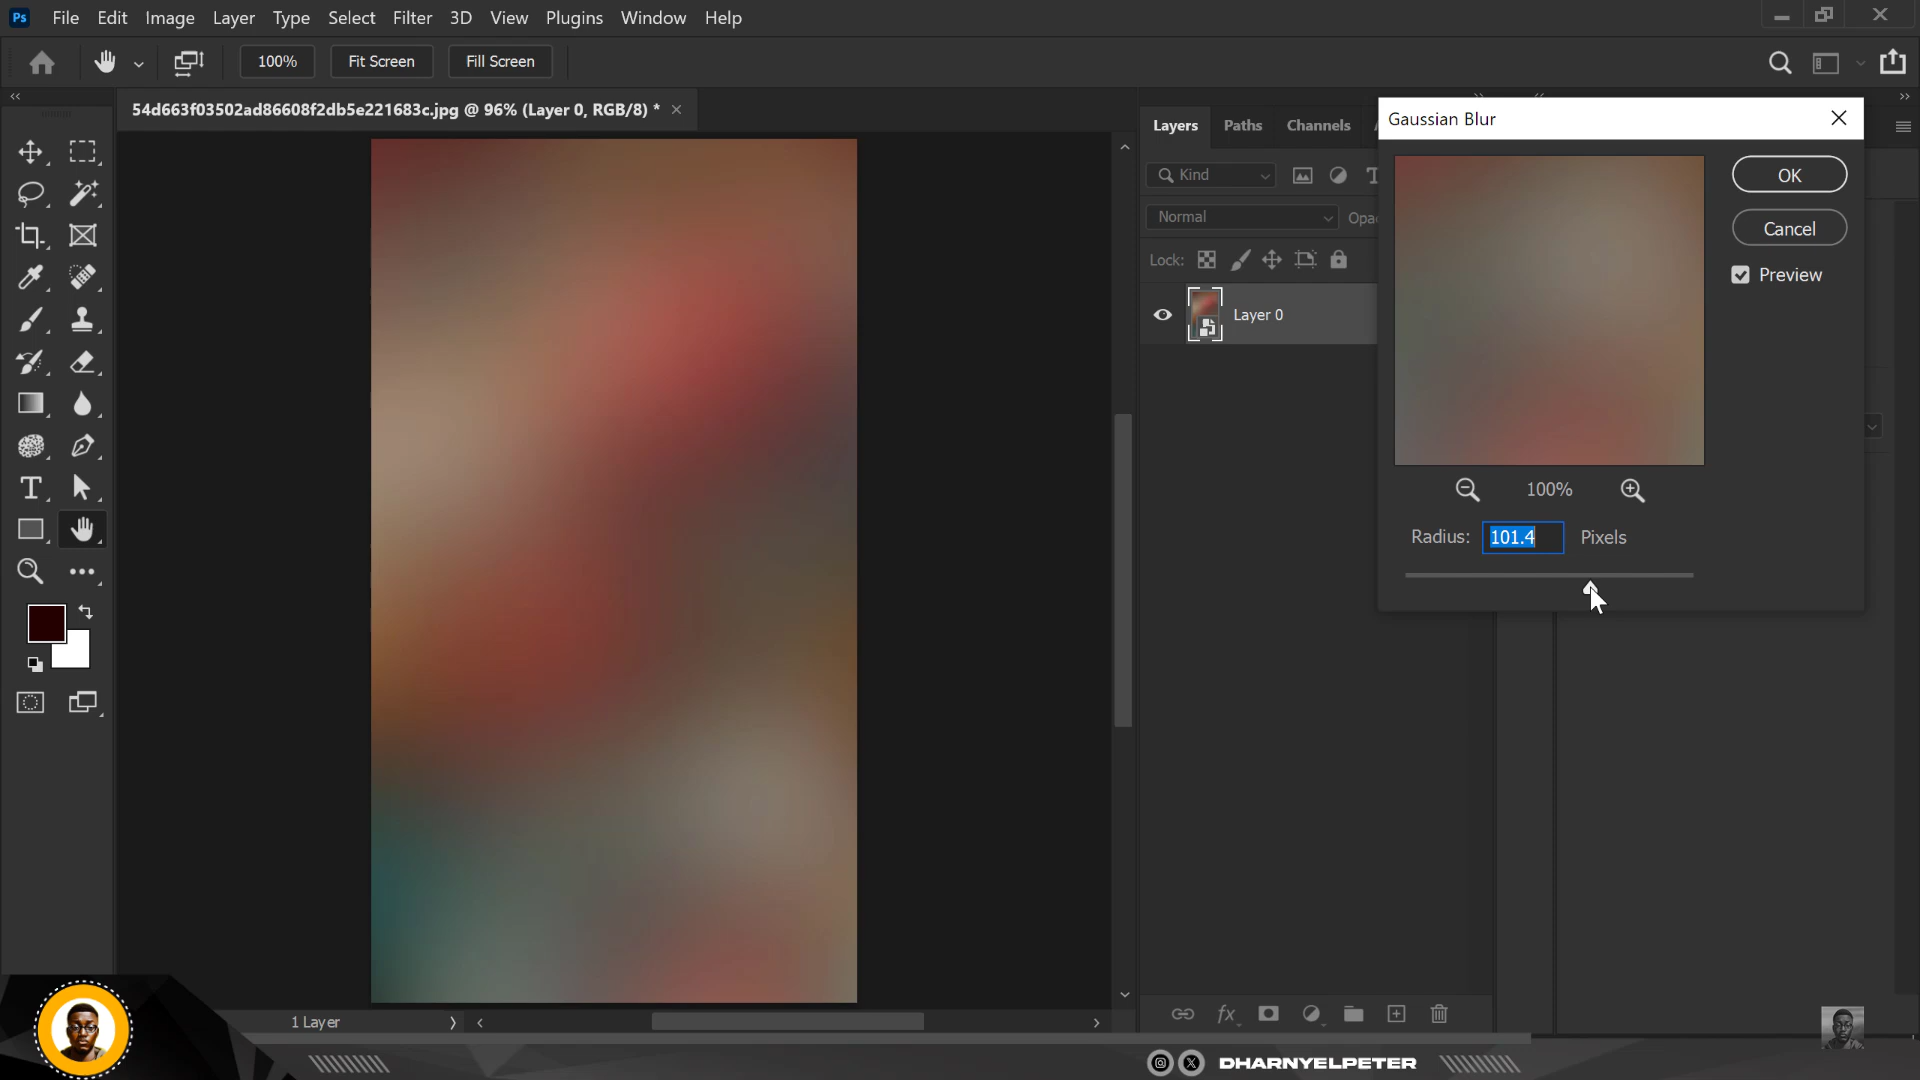 Ps File Edit Image Layer Type Select Filter 3D View Plugins Window Help
100% Fit Screen Fill Screen
54d663f03502ad86608f2db5e221683c.jpg @ 96% (Layer 0, RGB/8) *
Layers Paths Channels
Kind
Normal Opac
Lock:
Layer 0
Gaussian Blur
OK
Cancel
Preview
100%
Radius: 101.4 Pixels
1 Layer
DHARNYELPETER